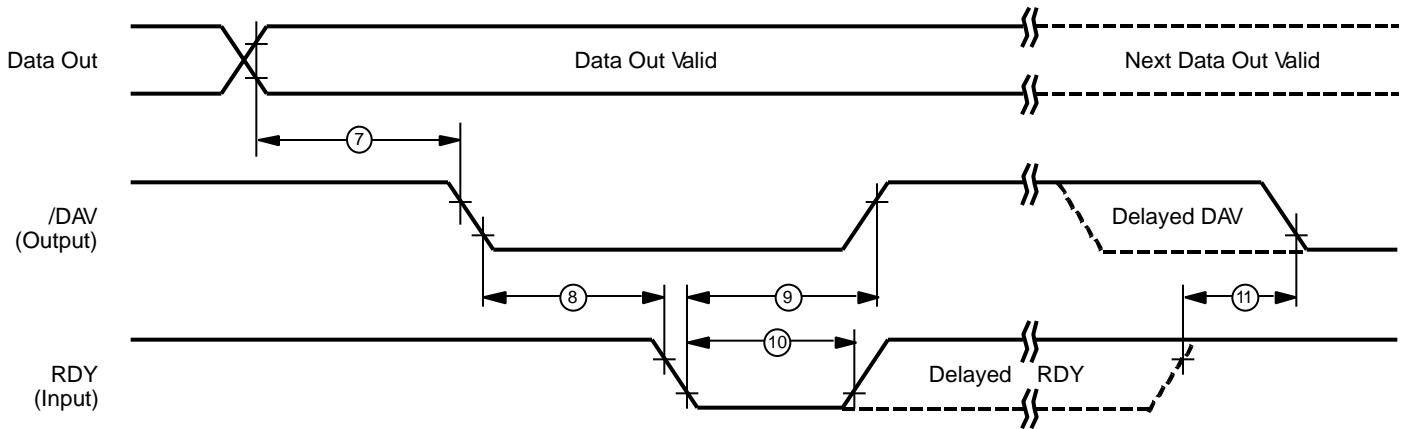 Data Out
Data Out Valid
Next Data Out Valid
7
/DAV
(Output)
Delayed DAV
8
9
11
10
RDY
(Input)
Delayed RDY